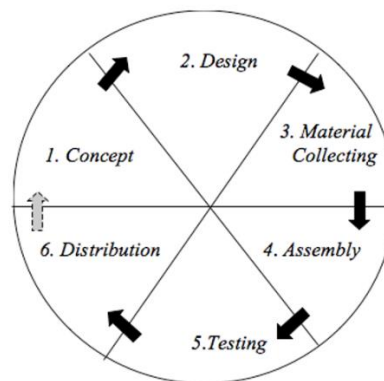 1. Concept
2. Design
3. Material
Collecting
4. Assembly
5.Testing
6. Distribution